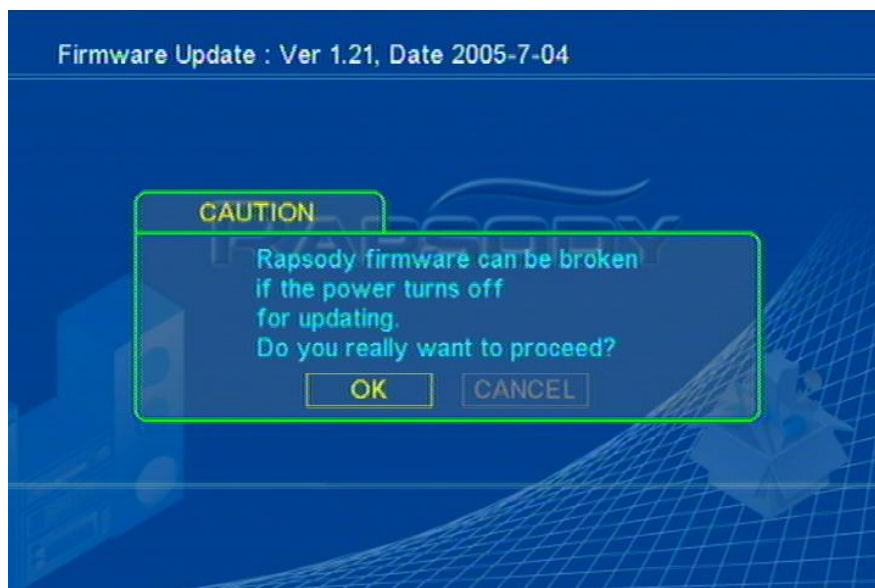 Firmware Update : Ver 1.21, Date 2005-7-04
RAPSODY
CAUTION
Rapsody firmware can be broken
if the power turns off
for updating.
Do you really want to proceed?
OK
CANCEL